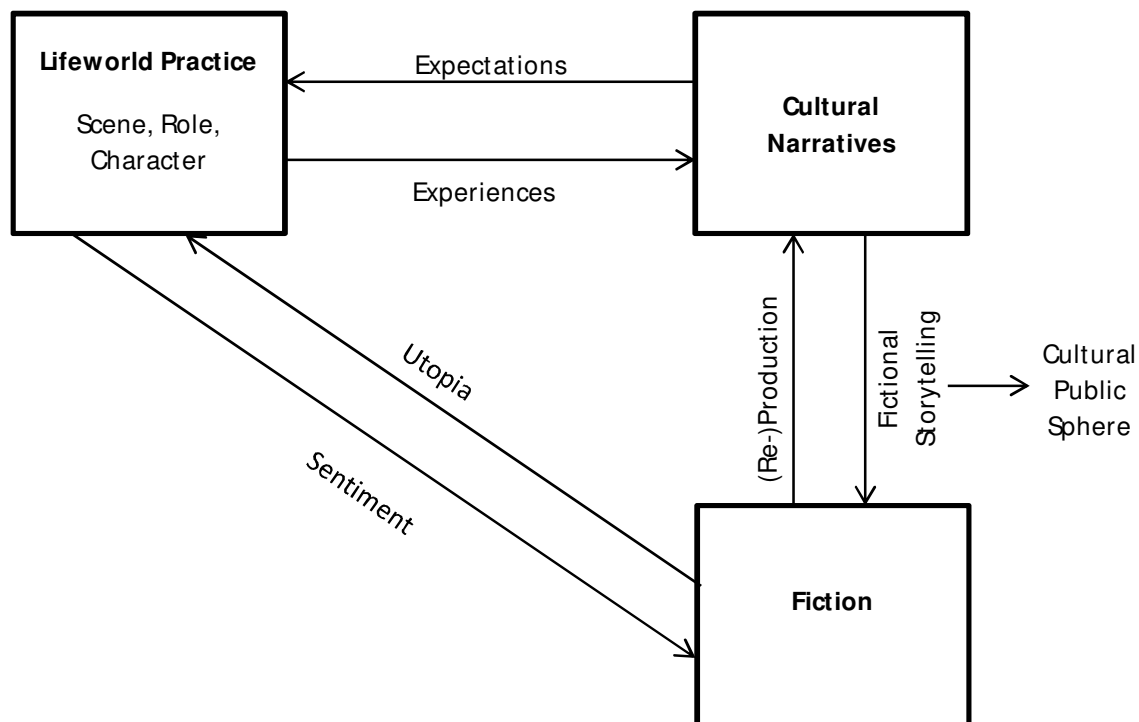 Lifeworld Practice
Scene, Role,
Character
Expectations
Experiences
Cultural
Narratives
Utopia
Sentiment
(Re-)Production
Fictional
Storytelling
Cultural
Public
Sphere
Fiction